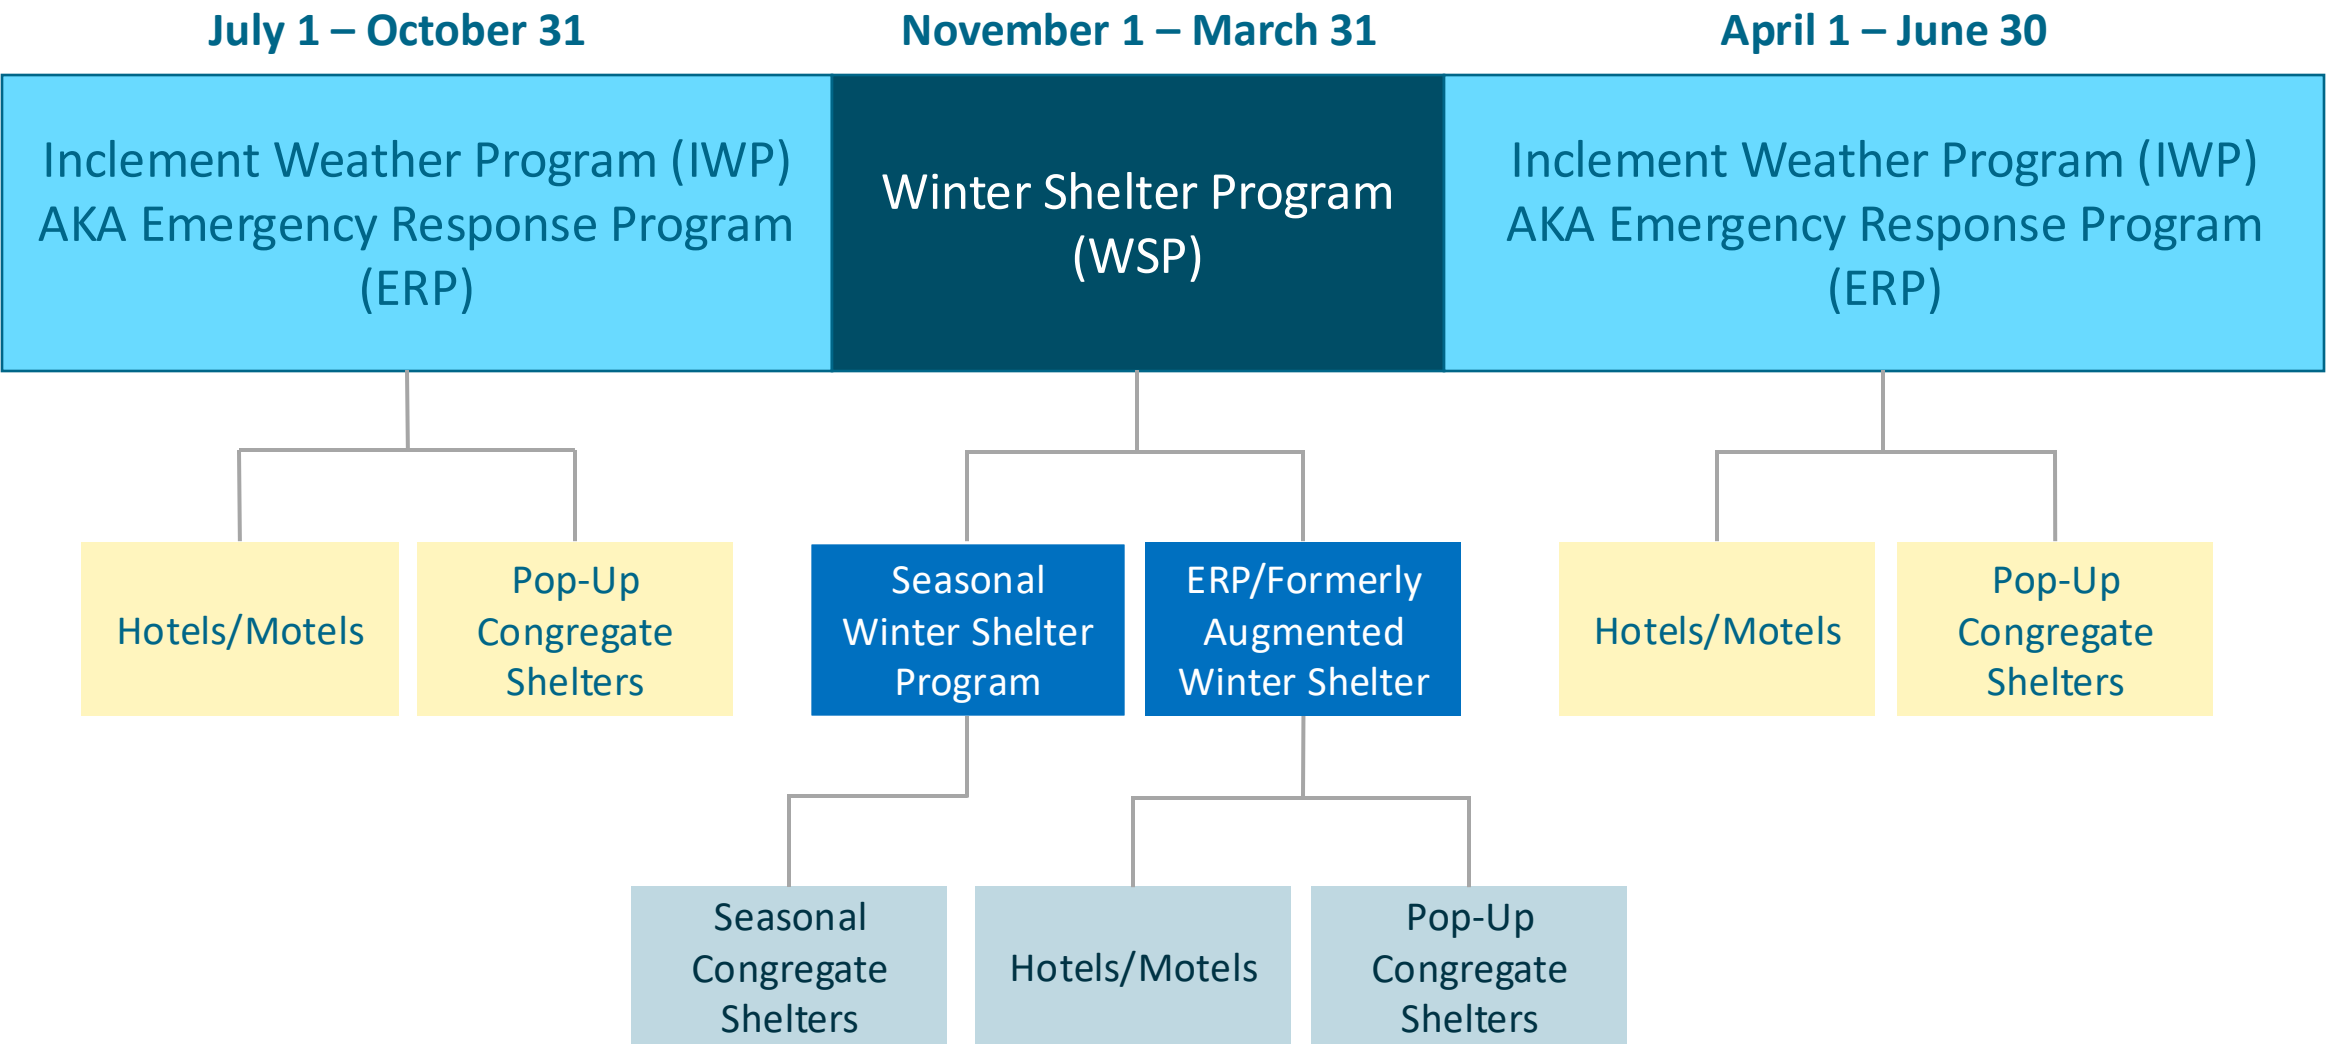 July 1 – October 31
November 1 – March 31
April 1 – June 30
Inclement Weather Program (IWP)
AKA Emergency Response Program
(ERP)
Winter Shelter Program
(WSP)
Inclement Weather Program (IWP)
AKA Emergency Response Program
(ERP)
Hotels/Motels
Pop-Up
Congregate
Shelters
Seasonal
Winter Shelter
Program
ERP/Formerly
Augmented
Winter Shelter
Hotels/Motels
Pop-Up
Congregate
Shelters
Seasonal
Congregate
Shelters
Hotels/Motels
Pop-Up
Congregate
Shelters